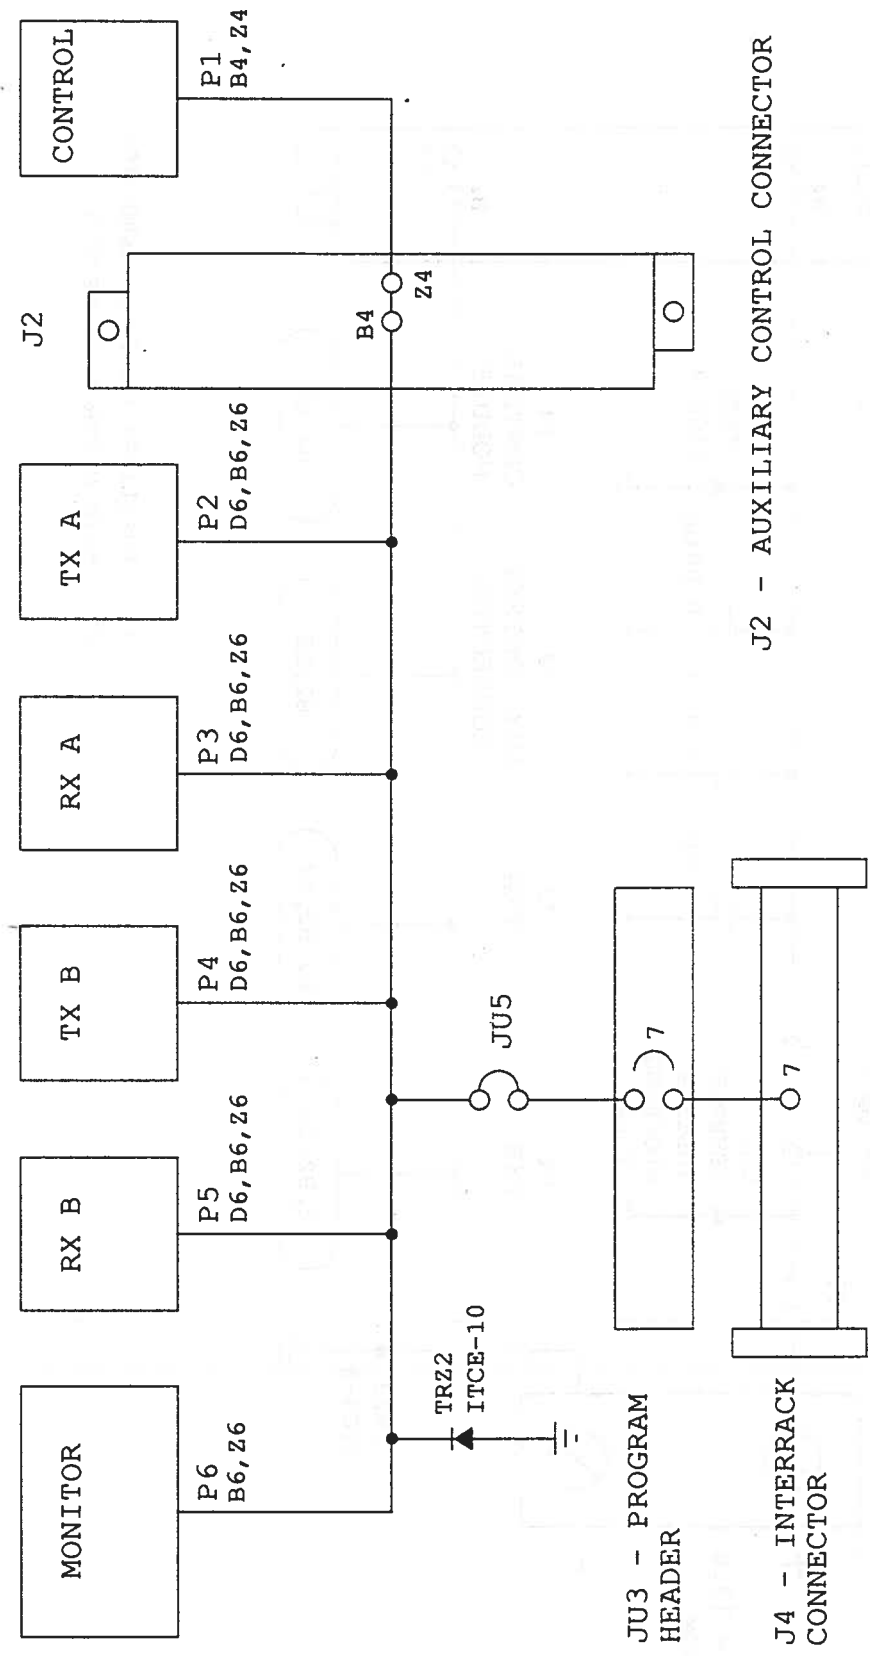 MONITOR
P6
B6,Z6
RX B
P5
D6,B6,Z6
TX B
P4
D6,B6,Z6
RX A
P3
D6,B6,Z6
TX A
P2
D6,B6,Z6
J2
CONTROL
P1
B4,Z4
B4
Z4
TRZ2
ITCE-10
JU5
JU3 - PROGRAM
HEADER
7
J4 - INTERRACK
CONNECTOR
7
J2 - AUXILIARY CONTROL CONNECTOR